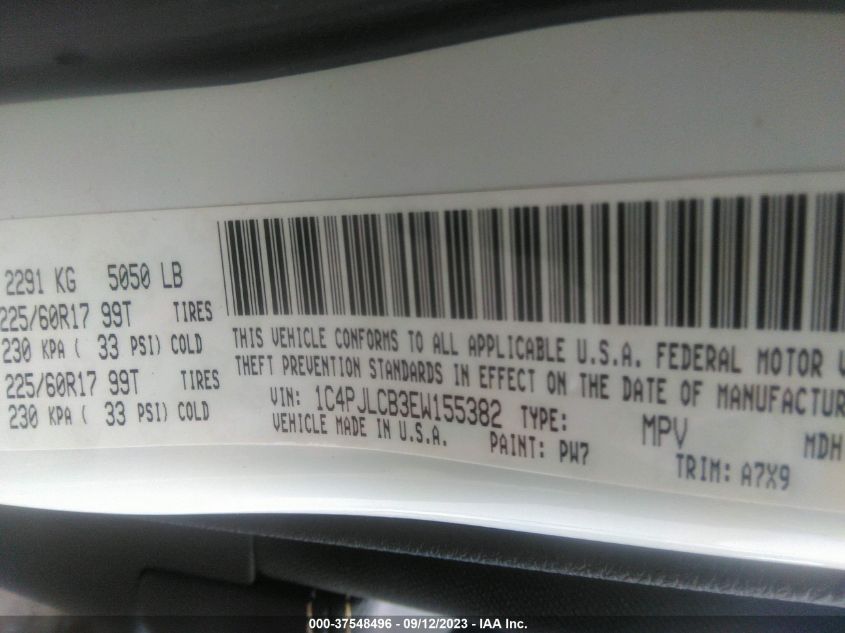 2291 KG 5050 LB
225/60R17 99T TIRES
230 KPA ( 33 PSI) COLD
225/60R17 99T TIRES
230 KPA ( 33 PSI) COLD
THIS VEHICLE CONFORMS TO ALL APPLICABLE U.S.A. FEDERAL MOTOR V
THEFT PREVENTION STANDARDS IN EFFECT ON THE DATE OF MANUFACTUR
VIN: 1C4PJLCB3EW155382 TYPE: MPV MDH
VEHICLE MADE IN U.S.A. PAINT: PW7 TRIM: A7X9
000-37548496 - 09/12/2023 - IAA Inc.